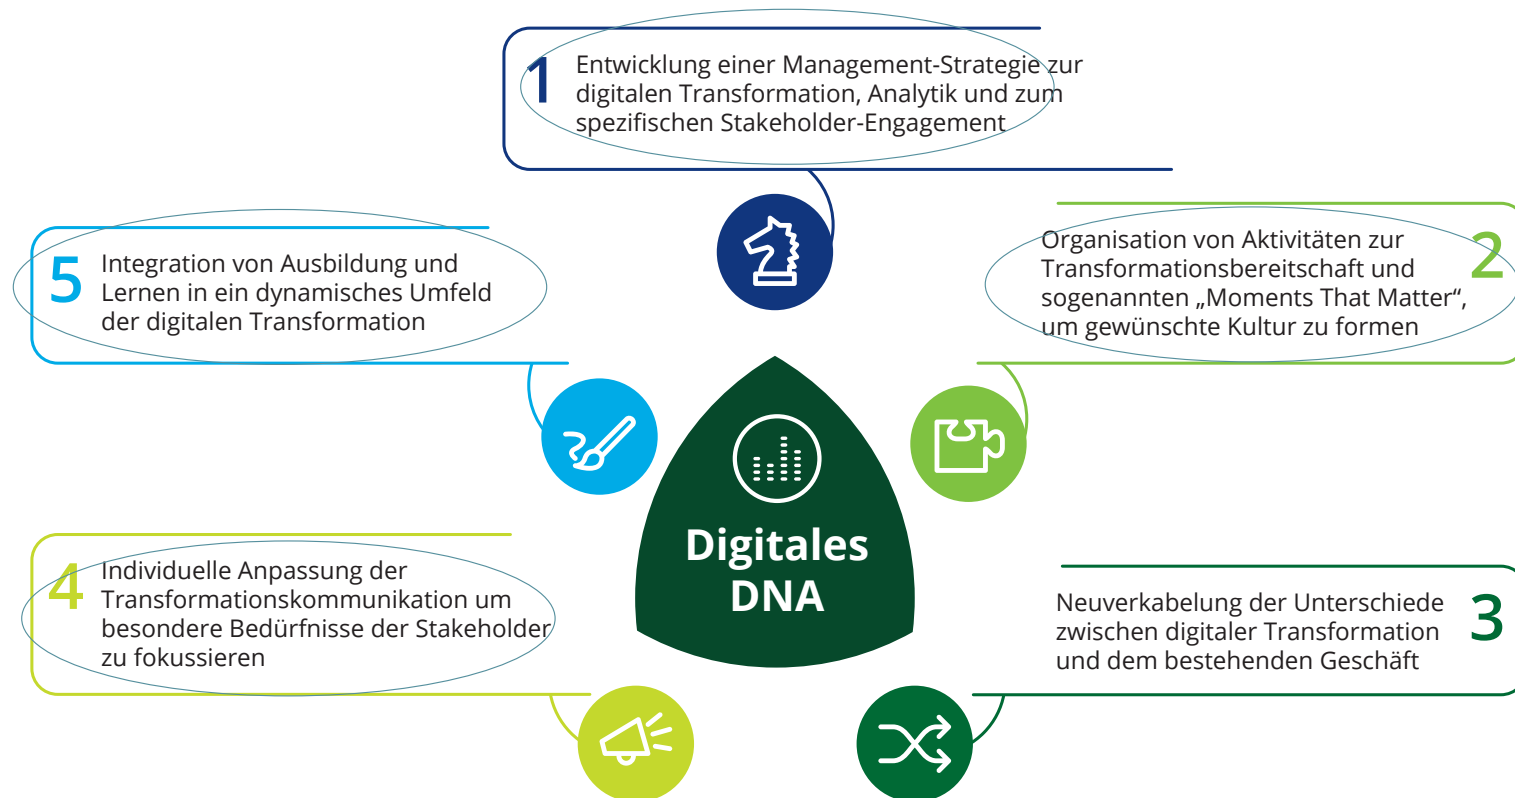 1
Entwicklung einer Management-Strategie zur
digitalen Transformation, Analytik und zum
spezifischen Stakeholder-Engagement
2
Organisation von Aktivitäten zur
Transformationsbereitschaft und
sogenannten „Moments That Matter“,
um gewünschte Kultur zu formen
3
Neuverkabelung der Unterschiede
zwischen digitaler Transformation
und dem bestehenden Geschäft
4
Individuelle Anpassung der
Transformationskommunikation um
besondere Bedürfnisse der Stakeholder
zu fokussieren
5
Integration von Ausbildung und
Lernen in ein dynamisches Umfeld
der digitalen Transformation
Digitales
DNA